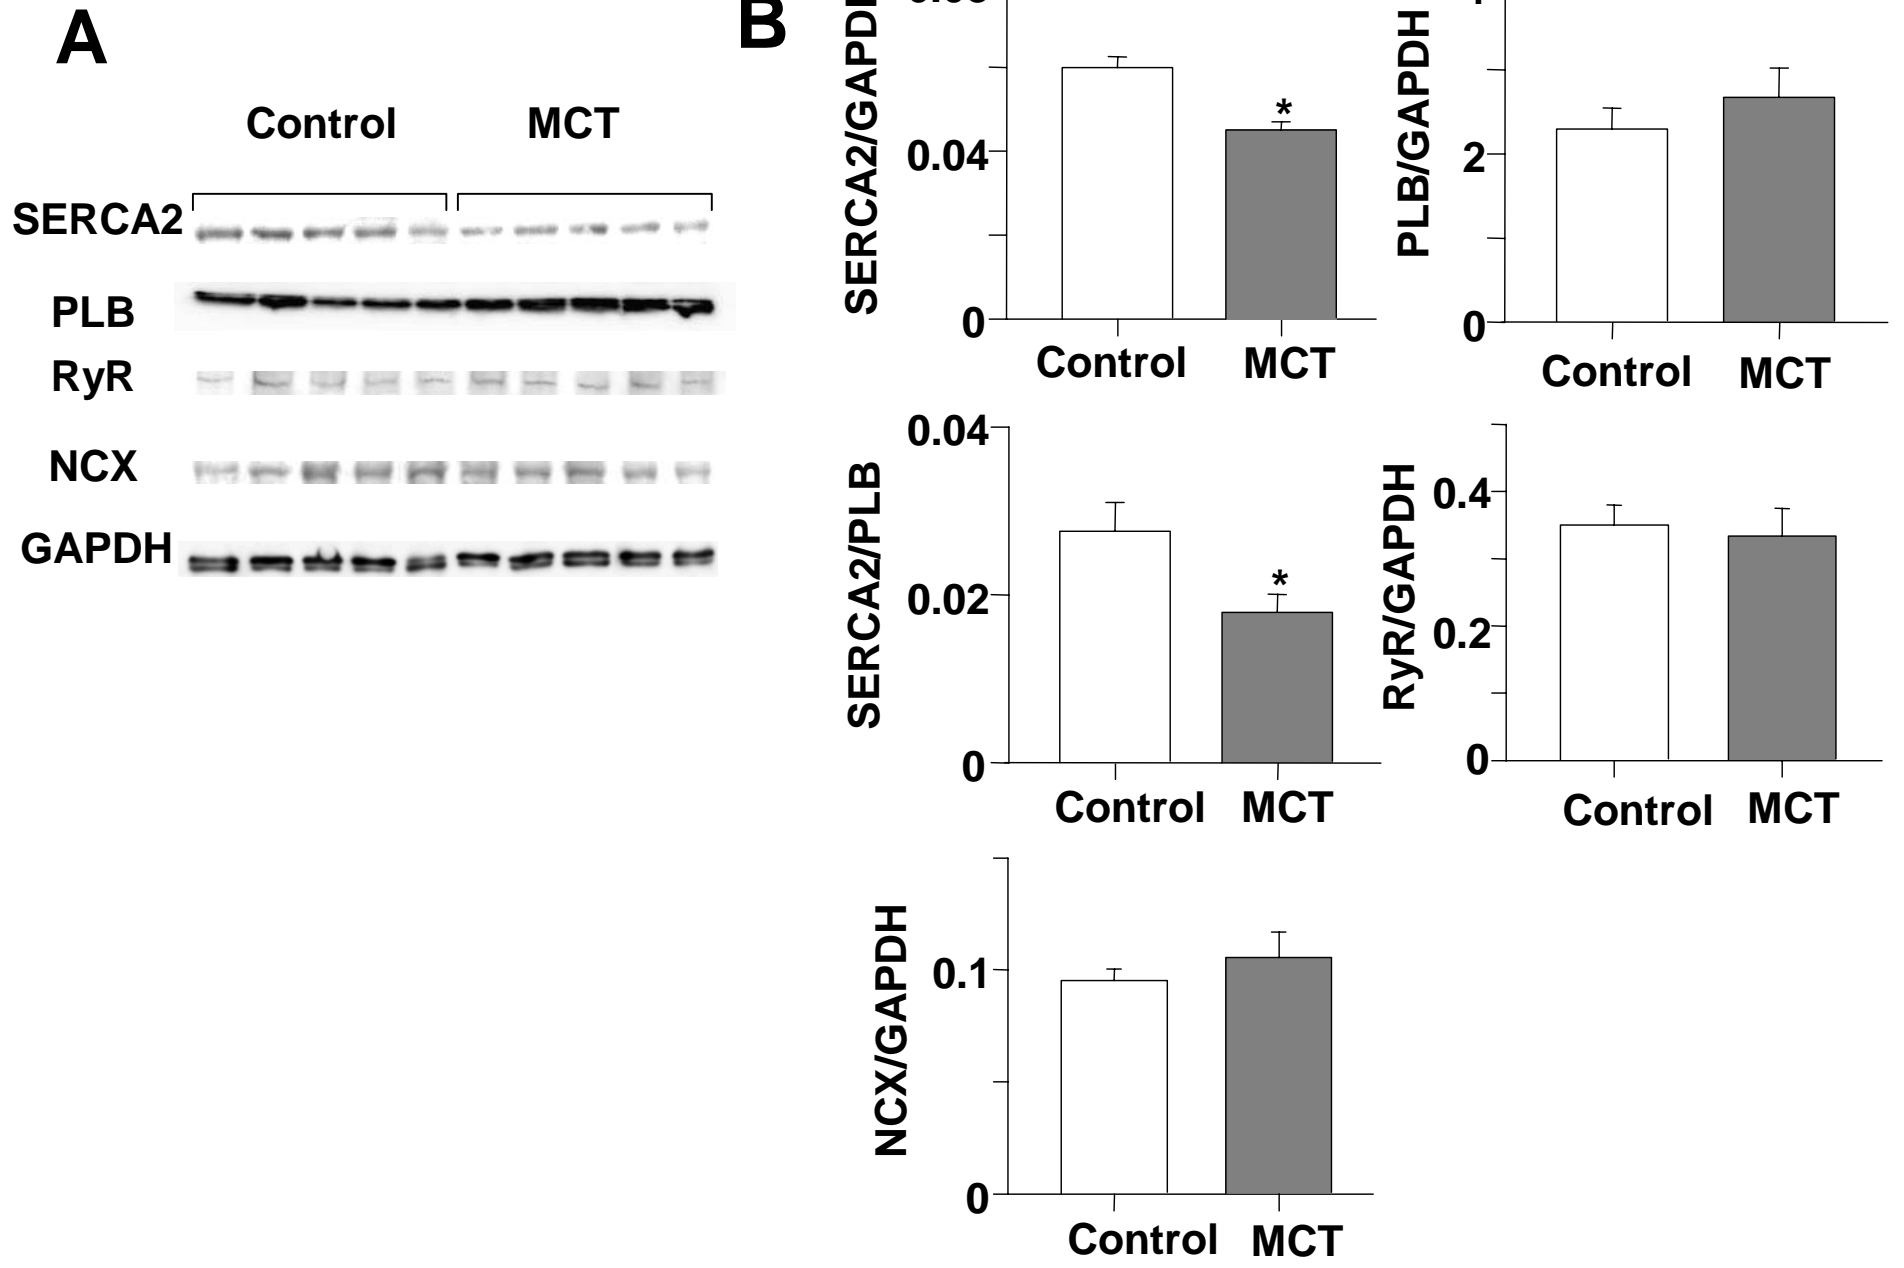 A
Control MCT
SERCA2
PLB
RyR
NCX
GAPDH
B
SERCA2/GAPDH
0.04
0
*
Control MCT
PLB/GAPDH
2
0
Control MCT
SERCA2/PLB
0.04
0.02
0
*
Control MCT
RyR/GAPDH
0.4
0.2
0
Control MCT
NCX/GAPDH
0.1
0
Control MCT